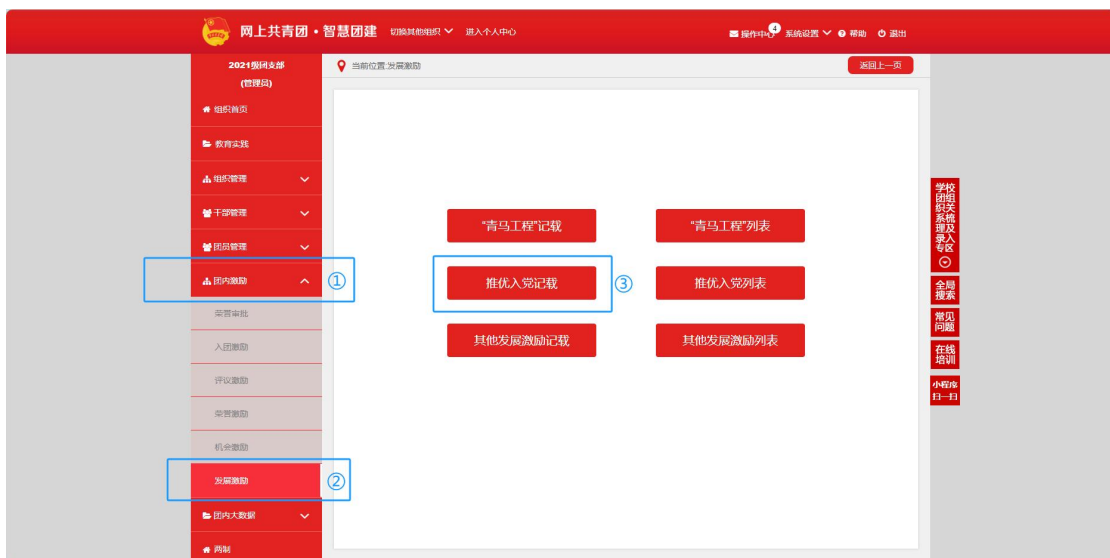 网上共青团·智慧团建 切换其他组织 进入个人中心 操作中心 4 系统设置 帮助 退出
2021级团支部
(管理员)
当前位置:发展激励
返回上一页
组织首页
教育实践
组织管理
干部管理
团员管理
团内激励 ①
荣誉审批
入团激励
评议激励
荣誉激励
机会激励
发展激励 ②
团内大数据
两制
“青马工程”记载 “青马工程”列表
推优入党记载 ③ 推优入党列表
其他发展激励记载 其他发展激励列表
学校
团组
织关
系梳
理及
录入
专区
全局
搜索
常见
问题
在线
培训
小程序
扫一扫